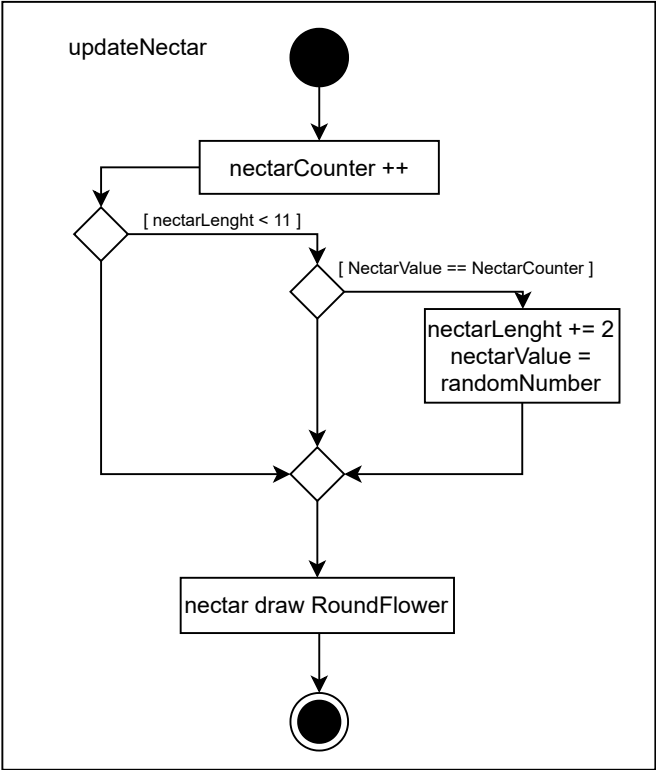 updateNectar
nectarCounter ++
[ nectarLenght < 11 ]
[ NectarValue == NectarCounter ]
nectarLenght += 2
nectarValue =
randomNumber
nectar draw RoundFlower